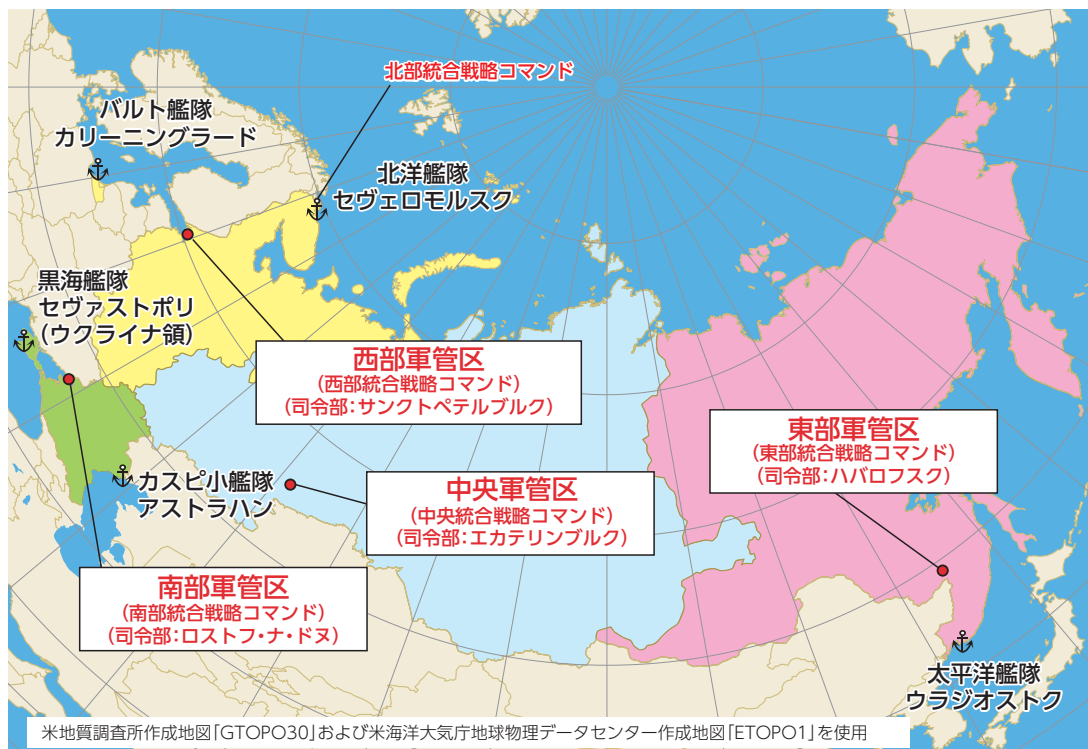 北部統合戦略コマンド
バルト艦隊
カリーニングラード
北洋艦隊
セヴェロモルスク
黒海艦隊
セヴァストポリ
(ウクライナ領)
西部軍管区
(西部統合戦略コマンド)
(司令部:サンクトペテルブルク)
東部軍管区
(東部統合戦略コマンド)
(司令部:ハバロフスク)
カスピ小艦隊
アストラハン
中央軍管区
(中央統合戦略コマンド)
(司令部:エカテリンブルク)
南部軍管区
(南部統合戦略コマンド)
(司令部:ロストフ・ナ・ドヌ)
太平洋艦隊
ウラジオストク
米地質調査所作成地図「GTOPO30」および米海洋大気庁地球物理データセンター作成地図「ETOPO1」を使用